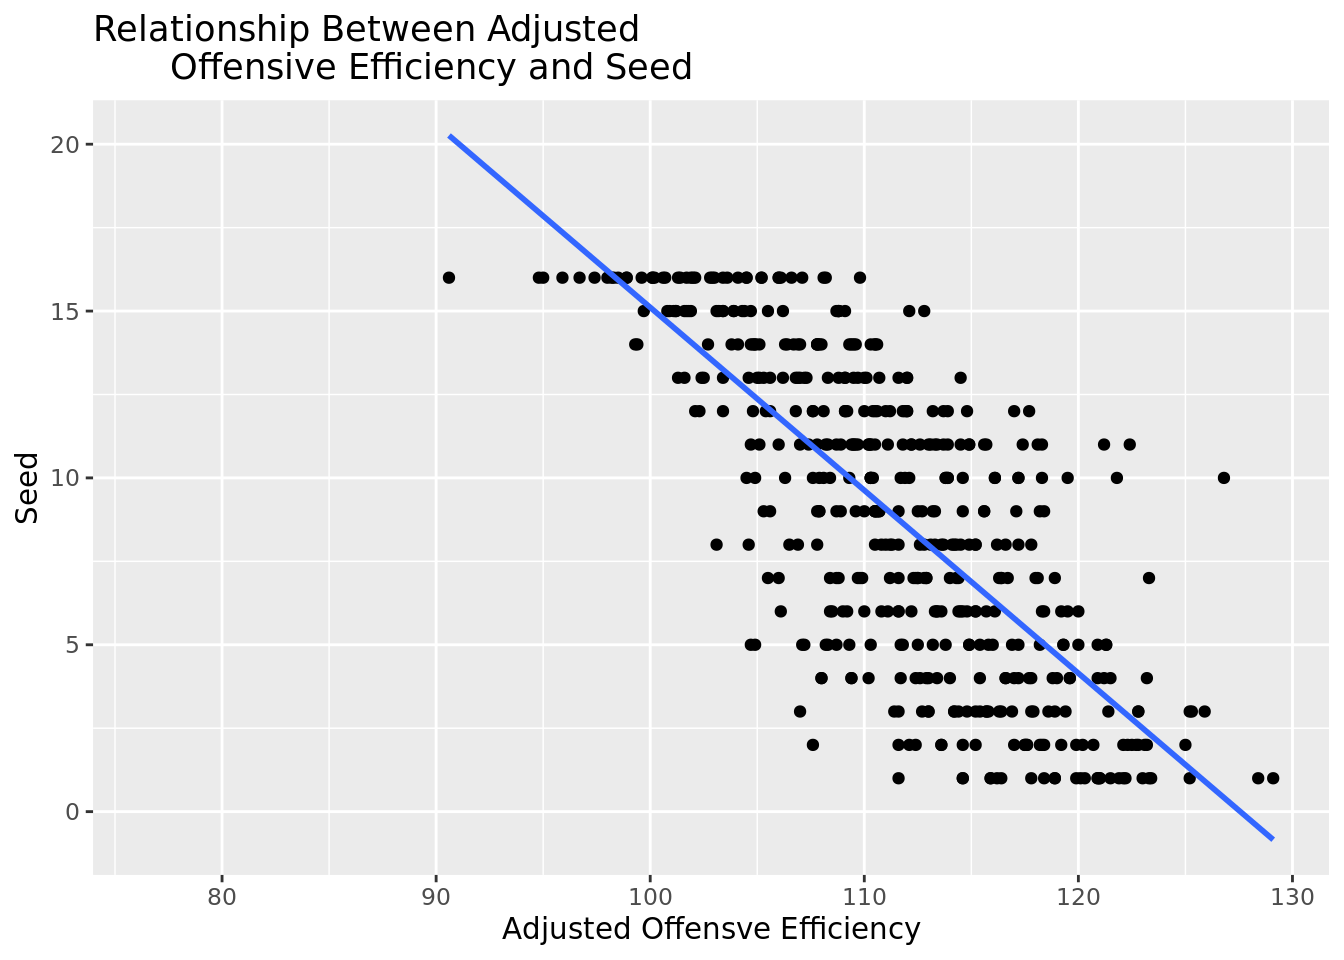 Relationship Between Adjusted
Offensive Efficiency and Seed
20
15
10
5
0
Seed
80 90 100 110 120 130
Adjusted Offensve Efficiency